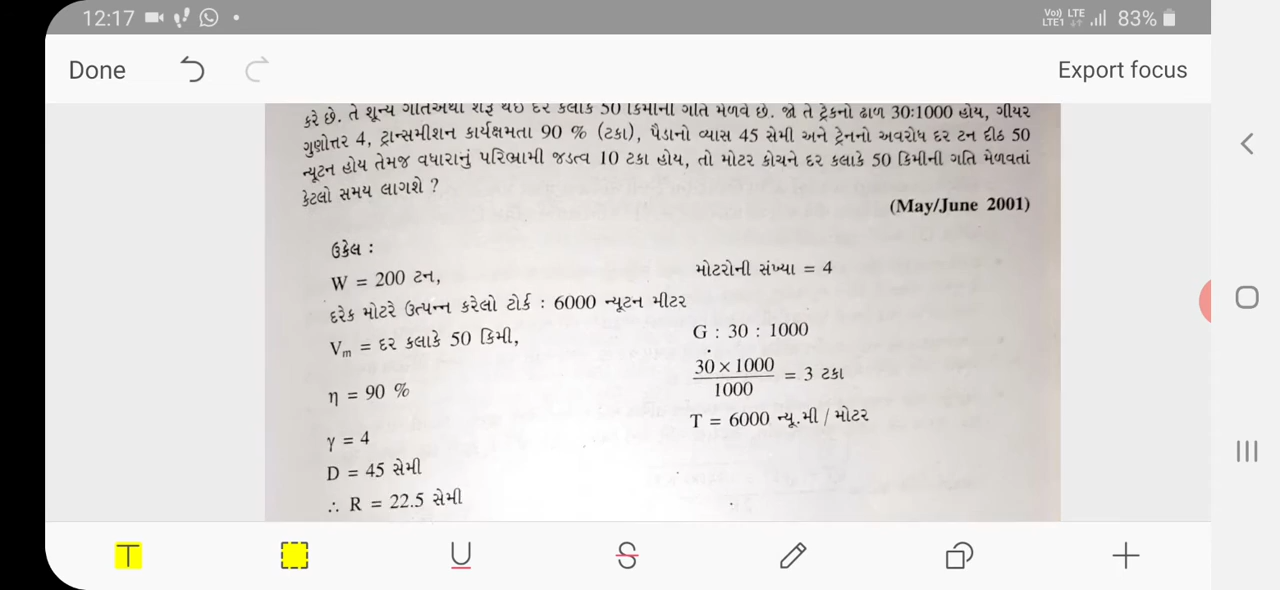 12:17
Vo)) LTE
LTE1
83%
Done
Export focus
કરે છે. તે શૂન્ય ગતિઅથી શરૂ થઇ દર કલાકે 50 કિમીની ગતિ મેળવે છે. જો તે ટ્રેકનો ઢાળ 30:1000 હોય, ગીયર
ગુણોત્તર 4, ટ્રાન્સમીશન કાર્યક્ષમતા 90 % (ટકા), પૈડાનો વ્યાસ 45 સેમી અને ટ્રેનનો અવરોધ દર ટન દીઠ 50
ન્યૂટન હોય તેમજ વધારાનું પરિભ્રામી જડત્વ 10 ટકા હોય, તો મોટર કોચને દર કલાકે 50 કિમીની ગતિ મેળવતાં
કેટલો સમય લાગશે ?
(May/June 2001)
ઉકેલ :
W = 200 ટન,
મોટરોની સંખ્યા = 4
દરેક મોટરે ઉત્પન્ન કરેલો ટોર્ક : 6000 ન્યૂટન મીટર
Vm = દર કલાકે 50 કિમી,
G : 30 : 1000
30 × 1000
1000
= 3 ટકા
η = 90 %
T = 6000 ન્યૂ.મી / મોટર
γ = 4
D = 45 સેમી
∴ R = 22.5 સેમી
T
U
S